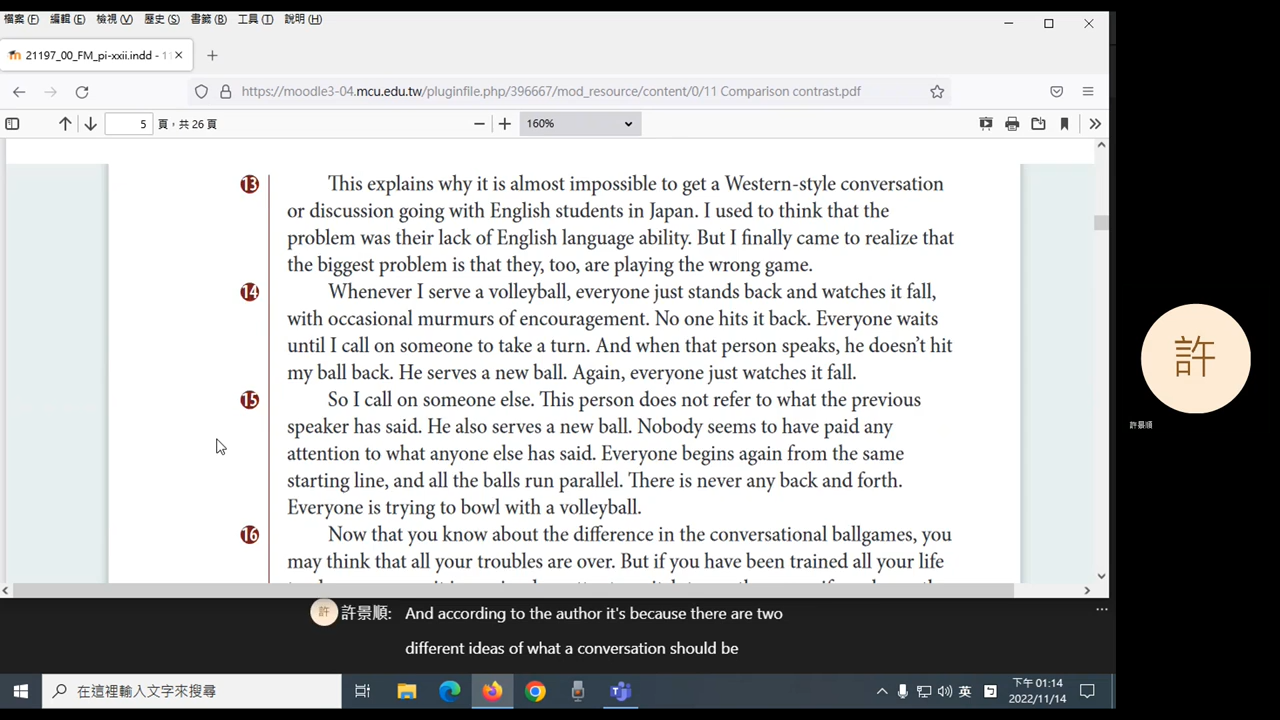 檔案(F) 編輯(E) 檢視(V) 歷史(S) 書籤(B) 工具(T) 說明(H)
21197_00_FM_pi-xxii.indd - 11
https://moodle3-04.mcu.edu.tw/pluginfile.php/396667/mod_resource/content/0/11 Comparison contrast.pdf
5 頁，共 26 頁 160%
13 This explains why it is almost impossible to get a Western-style conversation
or discussion going with English students in Japan. I used to think that the
problem was their lack of English language ability. But I finally came to realize that
the biggest problem is that they, too, are playing the wrong game.
14 Whenever I serve a volleyball, everyone just stands back and watches it fall,
with occasional murmurs of encouragement. No one hits it back. Everyone waits
until I call on someone to take a turn. And when that person speaks, he doesn't hit
my ball back. He serves a new ball. Again, everyone just watches it fall.
15 So I call on someone else. This person does not refer to what the previous
speaker has said. He also serves a new ball. Nobody seems to have paid any
attention to what anyone else has said. Everyone begins again from the same
starting line, and all the balls run parallel. There is never any back and forth.
Everyone is trying to bowl with a volleyball.
16 Now that you know about the difference in the conversational ballgames, you
may think that all your troubles are over. But if you have been trained all your life
許
許景順
許 許景順: And according to the author it's because there are two
different ideas of what a conversation should be
在這裡輸入文字來搜尋
英
下午 01:14
2022/11/14